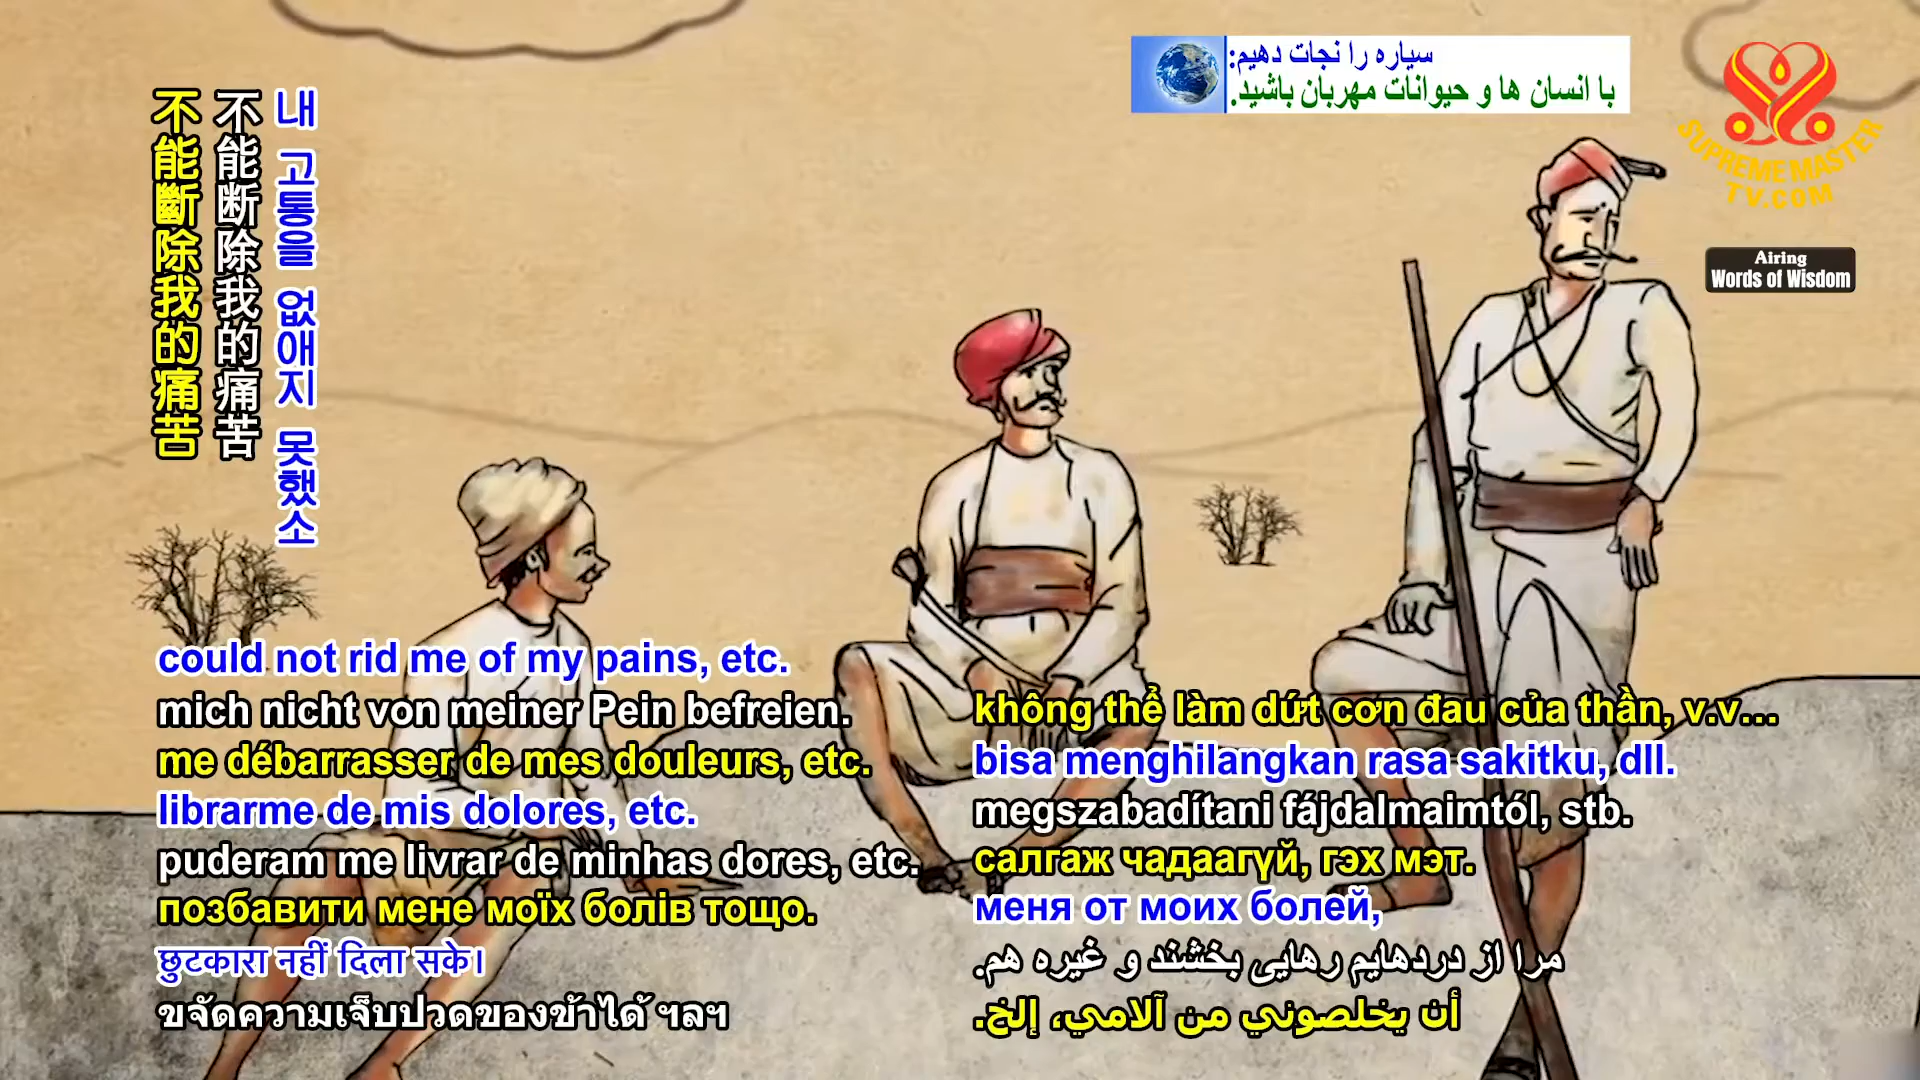 不能斷除我的痛苦
不能断除我的痛苦
내 고통을 없애지 못했소
سیاره را نجات دهیم:
با انسان ها و حیوانات مهربان باشید.
SUPREME MASTER
TV.COM
Airing
Words of Wisdom
could not rid me of my pains, etc.
mich nicht von meiner Pein befreien.
me débarrasser de mes douleurs, etc.
librarme de mis dolores, etc.
puderam me livrar de minhas dores, etc.
позбавити мене моїх болів тощо.
छुटकारा नहीं दिला सके।
ขจัดความเจ็บปวดของข้าได้ ฯลฯ
không thể làm dứt cơn đau của thần, v.v...
bisa menghilangkan rasa sakitku, dll.
megszabadítani fájdalmaimtól, stb.
салгаж чадаагүй, гэх мэт.
меня от моих болей,
مرا از دردهایم رهایی بخشند و غیره هم.
أن يخلصوني من آلامي، إلخ.